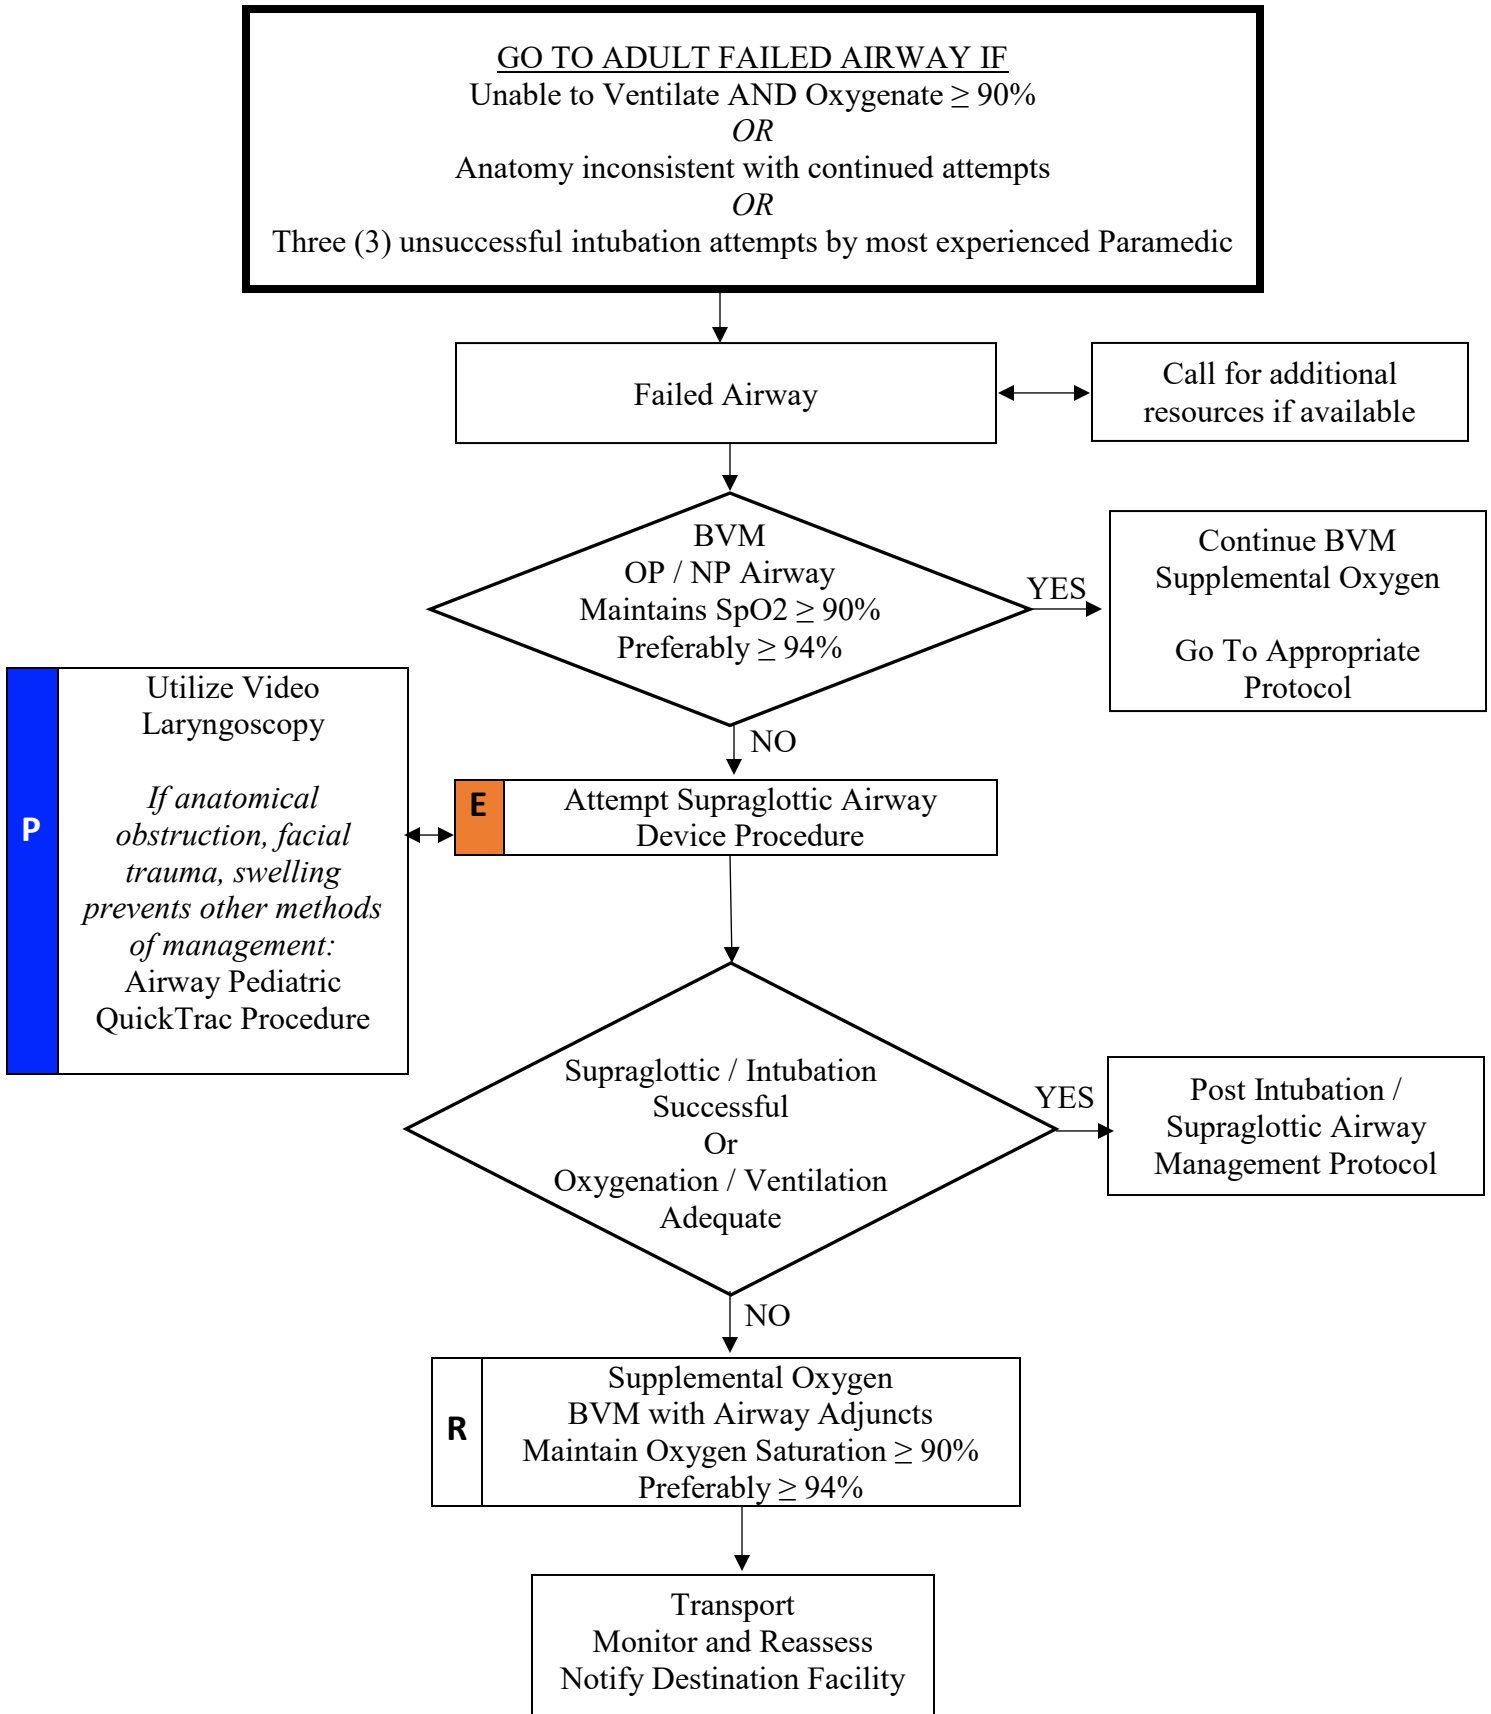 GO TO ADULT FAILED AIRWAY IF
Unable to Ventilate AND Oxygenate ≥ 90%
OR
Anatomy inconsistent with continued attempts
OR
Three (3) unsuccessful intubation attempts by most experienced Paramedic
Failed Airway
Call for additional
resources if available
BVM
OP / NP Airway
Maintains SpO2 ≥ 90%
Preferably ≥ 94%
YES
Continue BVM
Supplemental Oxygen
Go To Appropriate
Protocol
NO
P
Utilize Video
Laryngoscopy
If anatomical
obstruction, facial
trauma, swelling
prevents other methods
of management:
Airway Pediatric
QuickTrac Procedure
E
Attempt Supraglottic Airway
Device Procedure
Supraglottic / Intubation
Successful
Or
Oxygenation / Ventilation
Adequate
YES
Post Intubation /
Supraglottic Airway
Management Protocol
NO
R
Supplemental Oxygen
BVM with Airway Adjuncts
Maintain Oxygen Saturation ≥ 90%
Preferably ≥ 94%
Transport
Monitor and Reassess
Notify Destination Facility